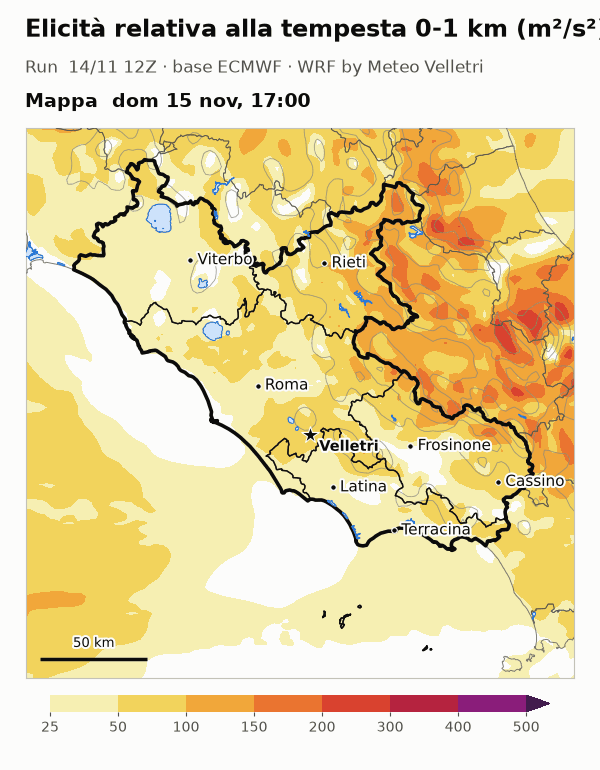 Elicità relativa alla tempesta 0-1 km (m²/s²)
Run 14/11 12Z · base ECMWF · WRF by Meteo Velletri
Mappa dom 15 nov, 17:00
Viterbo
Rieti
Roma
Velletri
Frosinone
Cassino
Latina
Terracina
50 km
25 50 100 150 200 300 400 500